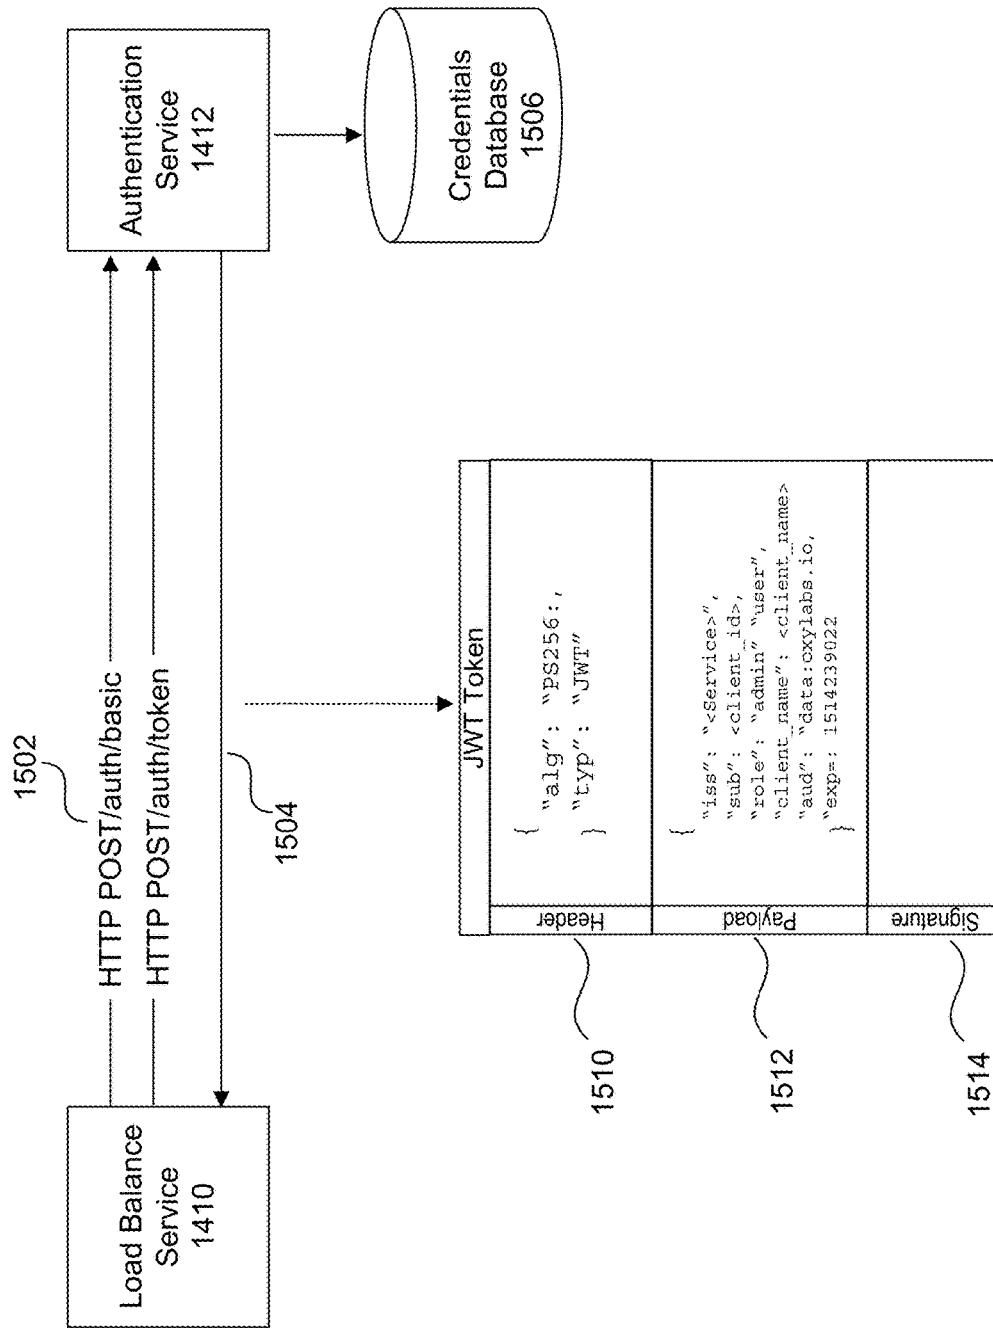 Load Balance
Service
1410
1502
HTTP POST/auth/basic
HTTP POST/auth/token
1504
Authentication
Service
1412
Credentials
Database
1506
JWT Token
1510
Header
{
"alg": "PS256:,
"typ": "JWT"
}
1512
Payload
{
"iss": "<Service>",
"sub": <client_id>,
"role": "admin" "user",
"client_name": <client_name>
"aud": "data:cxylabs.io,
"exp=: 1514239022
}
1514
Signature